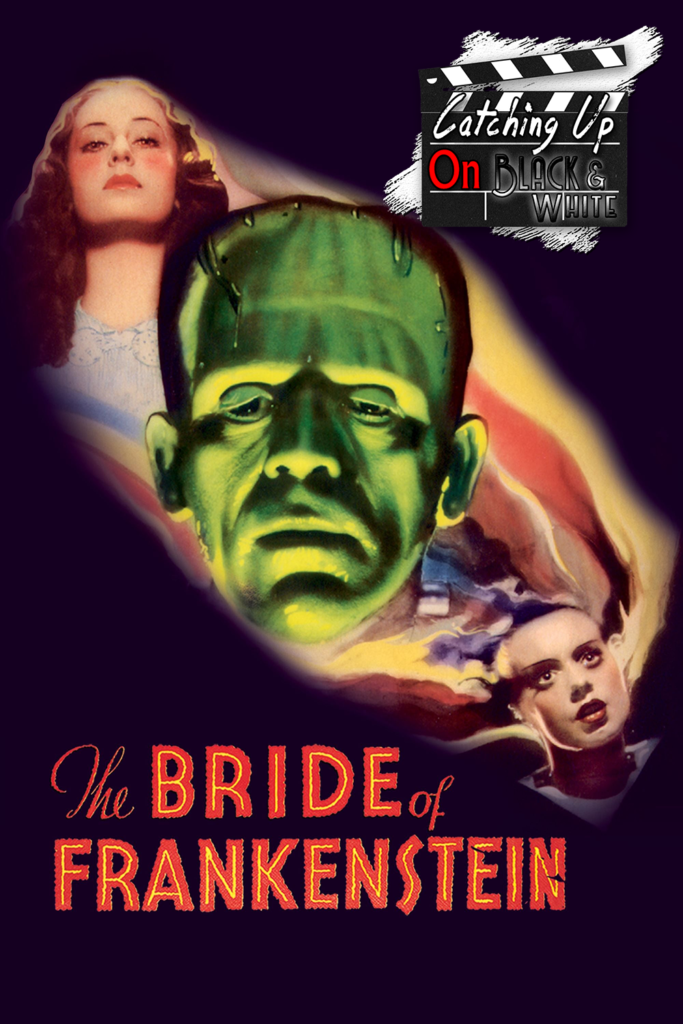 Catching Up
On BLACK &
WHITE
The BRIDE of
FRANKENSTEIN